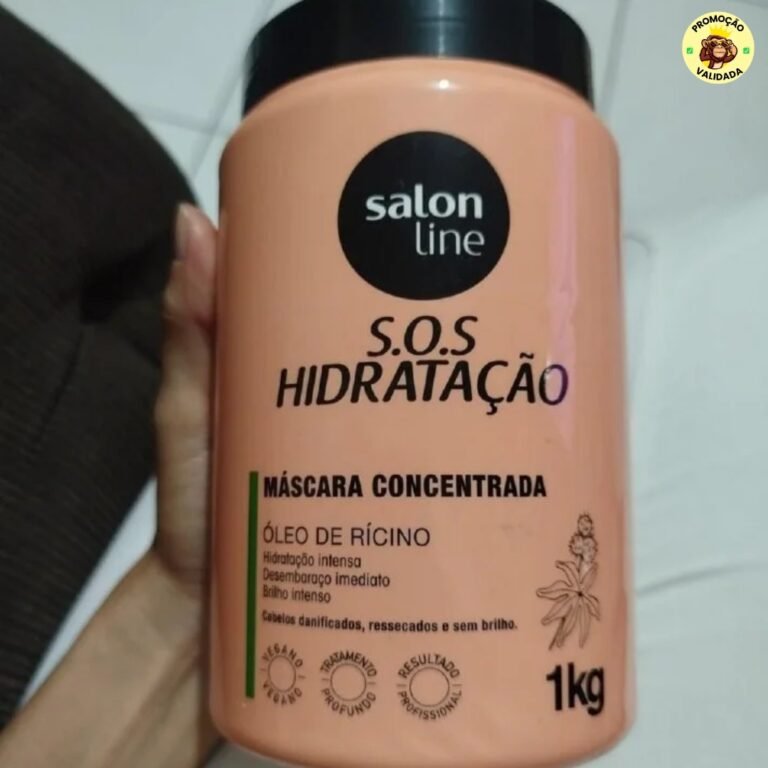 PROMOÇÃO
VALIDADA
salon
line
S.O.S
HIDRATAÇÃO
MÁSCARA CONCENTRADA
ÓLEO DE RÍCINO
Hidratação intensa
Desembaraço imediato
Brilho intenso
Cabelos danificados, ressecados e sem brilho.
VEGANO
VEGANO
TRATAMENTO
PROFUNDO
RESULTADO
PROFISSIONAL
1kg